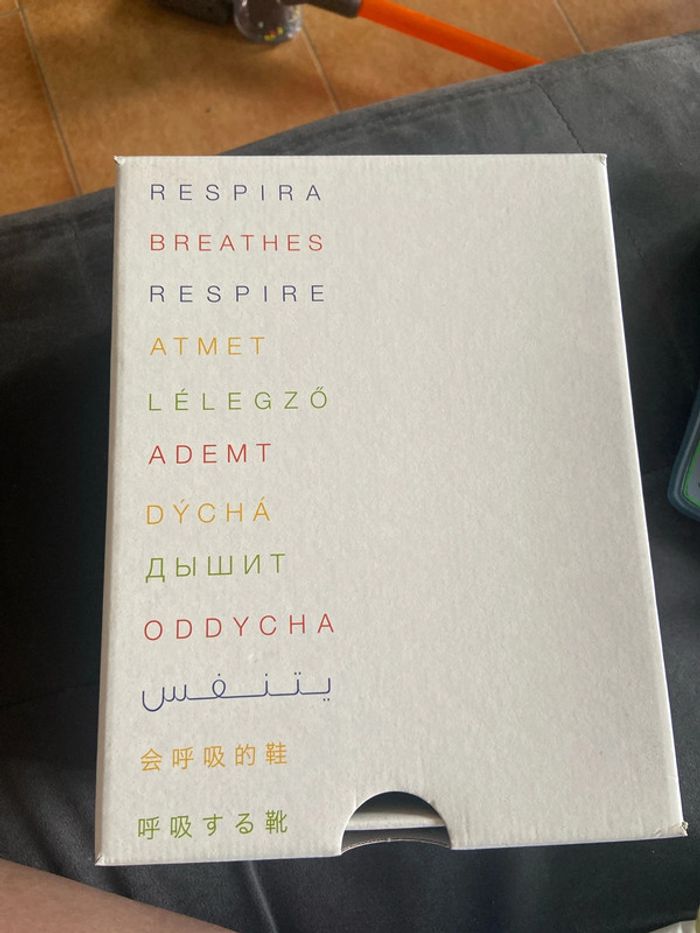 RESPIRA
BREATHES
RESPIRE
ATMET
LÉLEGZŐ
ADEMT
DÝCHÁ
ДЫШИТ
ODDYCHA
يتنفس
会呼吸的鞋
呼吸する靴